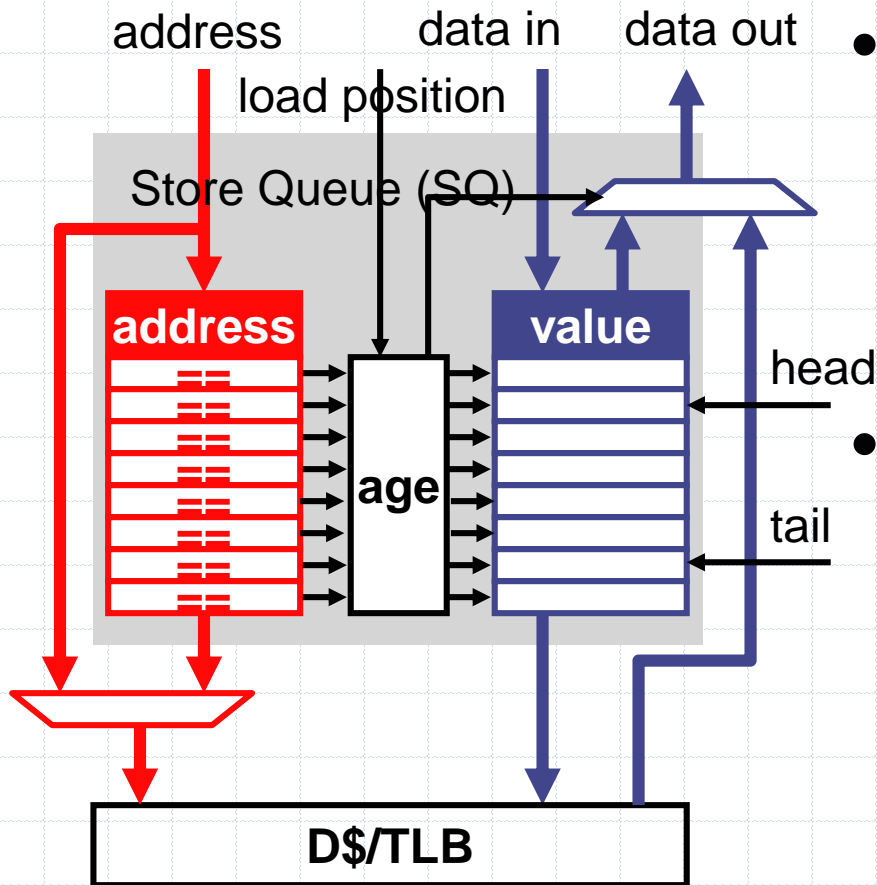 address data in data out
load position
Store Queue (SQ)
address value
== 
head
==
==
==
age
==
tail
==
==
==
D$/TLB